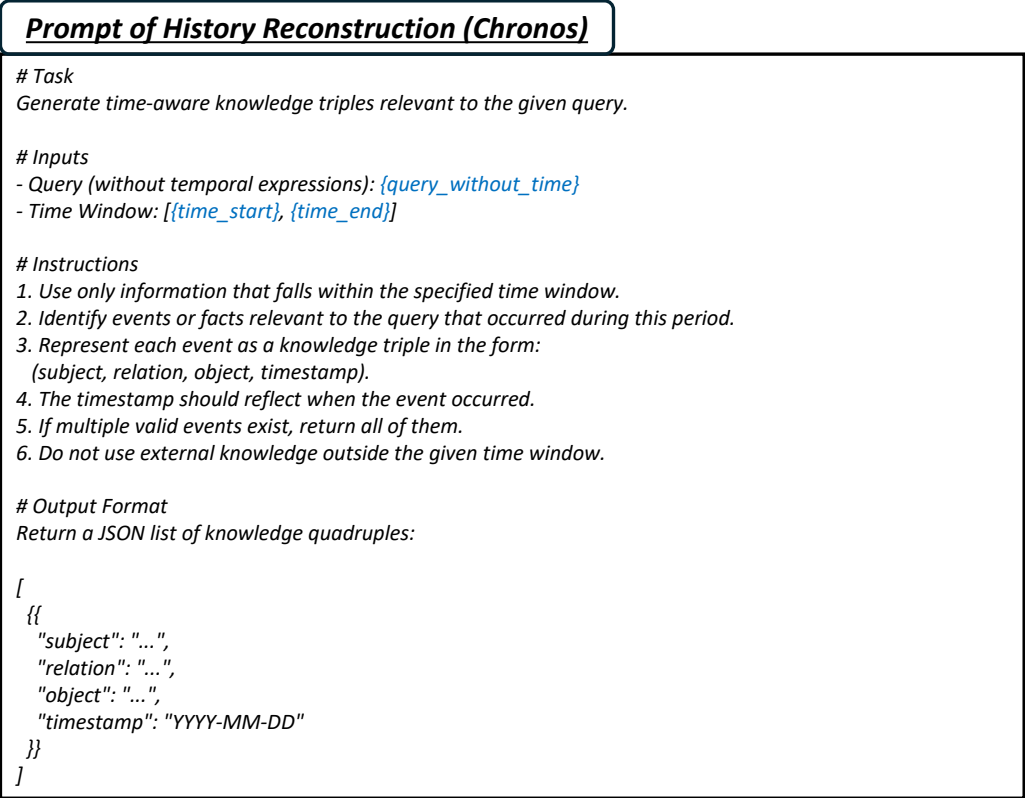 Prompt of History Reconstruction (Chronos)
# Task
Generate time-aware knowledge triples relevant to the given query.
# Inputs
- Query (without temporal expressions): {query_without_time}
- Time Window: [{time_start}, {time_end}]
# Instructions
1. Use only information that falls within the specified time window.
2. Identify events or facts relevant to the query that occurred during this period.
3. Represent each event as a knowledge triple in the form:
(subject, relation, object, timestamp).
4. The timestamp should reflect when the event occurred.
5. If multiple valid events exist, return all of them.
6. Do not use external knowledge outside the given time window.
# Output Format
Return a JSON list of knowledge quadruples:
[
{{
"subject": "...",
"relation": "...",
"object": "...",
"timestamp": "YYYY-MM-DD"
}}
]